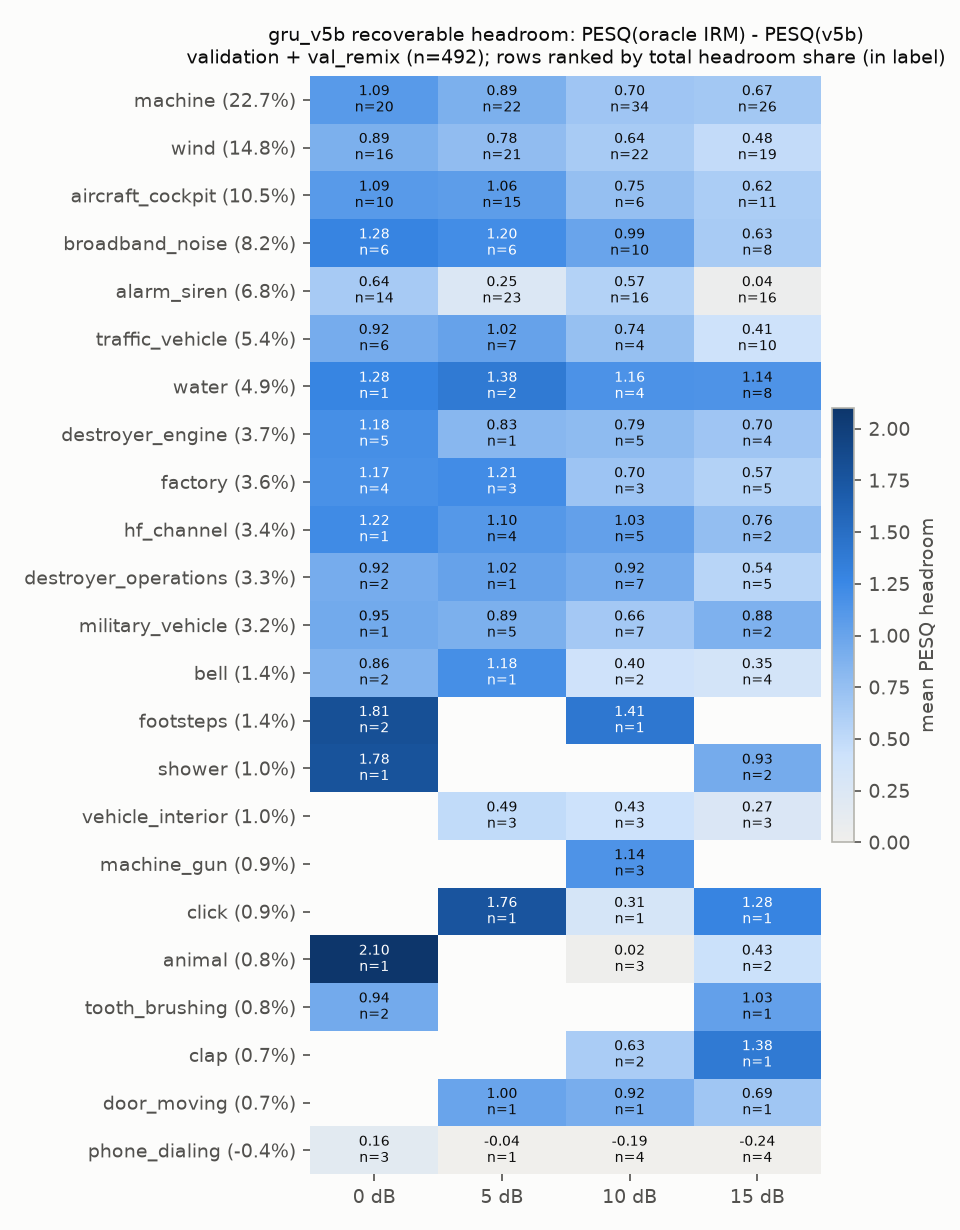 gru_v5b recoverable headroom: PESQ(oracle IRM) - PESQ(v5b)
validation + val_remix (n=492); rows ranked by total headroom share (in label)
machine (22.7%) 1.09 n=20 0.89 n=22 0.70 n=34 0.67 n=26
wind (14.8%) 0.89 n=16 0.78 n=21 0.64 n=22 0.48 n=19
aircraft_cockpit (10.5%) 1.09 n=10 1.06 n=15 0.75 n=6 0.62 n=11
broadband_noise (8.2%) 1.28 n=6 1.20 n=6 0.99 n=10 0.63 n=8
alarm_siren (6.8%) 0.64 n=14 0.25 n=23 0.57 n=16 0.04 n=16
traffic_vehicle (5.4%) 0.92 n=6 1.02 n=7 0.74 n=4 0.41 n=10
water (4.9%) 1.28 n=1 1.38 n=2 1.16 n=4 1.14 n=8
destroyer_engine (3.7%) 1.18 n=5 0.83 n=1 0.79 n=5 0.70 n=4
factory (3.6%) 1.17 n=4 1.21 n=3 0.70 n=3 0.57 n=5
hf_channel (3.4%) 1.22 n=1 1.10 n=4 1.03 n=5 0.76 n=2
destroyer_operations (3.3%) 0.92 n=2 1.02 n=1 0.92 n=7 0.54 n=5
military_vehicle (3.2%) 0.95 n=1 0.89 n=5 0.66 n=7 0.88 n=2
bell (1.4%) 0.86 n=2 1.18 n=1 0.40 n=2 0.35 n=4
footsteps (1.4%) 1.81 n=2 1.41 n=1
shower (1.0%) 1.78 n=1 0.93 n=2
vehicle_interior (1.0%) 0.49 n=3 0.43 n=3 0.27 n=3
machine_gun (0.9%) 1.14 n=3
click (0.9%) 1.76 n=1 0.31 n=1 1.28 n=1
animal (0.8%) 2.10 n=1 0.02 n=3 0.43 n=2
tooth_brushing (0.8%) 0.94 n=2 1.03 n=1
clap (0.7%) 0.63 n=2 1.38 n=1
door_moving (0.7%) 1.00 n=1 0.92 n=1 0.69 n=1
phone_dialing (-0.4%) 0.16 n=3 -0.04 n=1 -0.19 n=4 -0.24 n=4
0 dB 5 dB 10 dB 15 dB
2.00
1.75
1.50
1.25
1.00
0.75
0.50
0.25
0.00
mean PESQ headroom